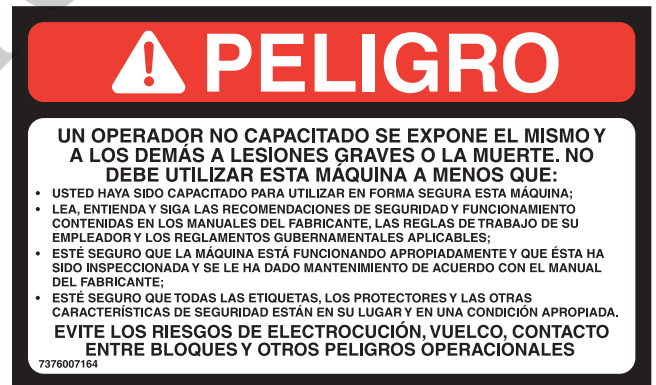 PELIGRO
UN OPERADOR NO CAPACITADO SE EXPONE EL MISMO Y
A LOS DEMÁS A LESIONES GRAVES O LA MUERTE. NO
DEBE UTILIZAR ESTA MÁQUINA A MENOS QUE:
• USTED HAYA SIDO CAPACITADO PARA UTILIZAR EN FORMA SEGURA ESTA MÁQUINA;
• LEA, ENTIENDA Y SIGA LAS RECOMENDACIONES DE SEGURIDAD Y FUNCIONAMIENTO
CONTENIDAS EN LOS MANUALES DEL FABRICANTE, LAS REGLAS DE TRABAJO DE SU
EMPLEADOR Y LOS REGLAMENTOS GUBERNAMENTALES APLICABLES;
• ESTÉ SEGURO QUE LA MÁQUINA ESTÁ FUNCIONANDO APROPIADAMENTE Y QUE ÉSTA HA
SIDO INSPECCIONADA Y SE LE HA DADO MANTENIMIENTO DE ACUERDO CON EL MANUAL
DEL FABRICANTE;
• ESTÉ SEGURO QUE TODAS LAS ETIQUETAS, LOS PROTECTORES Y LAS OTRAS
CARACTERÍSTICAS DE SEGURIDAD ESTÁN EN SU LUGAR Y EN UNA CONDICIÓN APROPIADA.
EVITE LOS RIESGOS DE ELECTROCUCIÓN, VUELCO, CONTACTO
ENTRE BLOQUES Y OTROS PELIGROS OPERACIONALES
7376007164